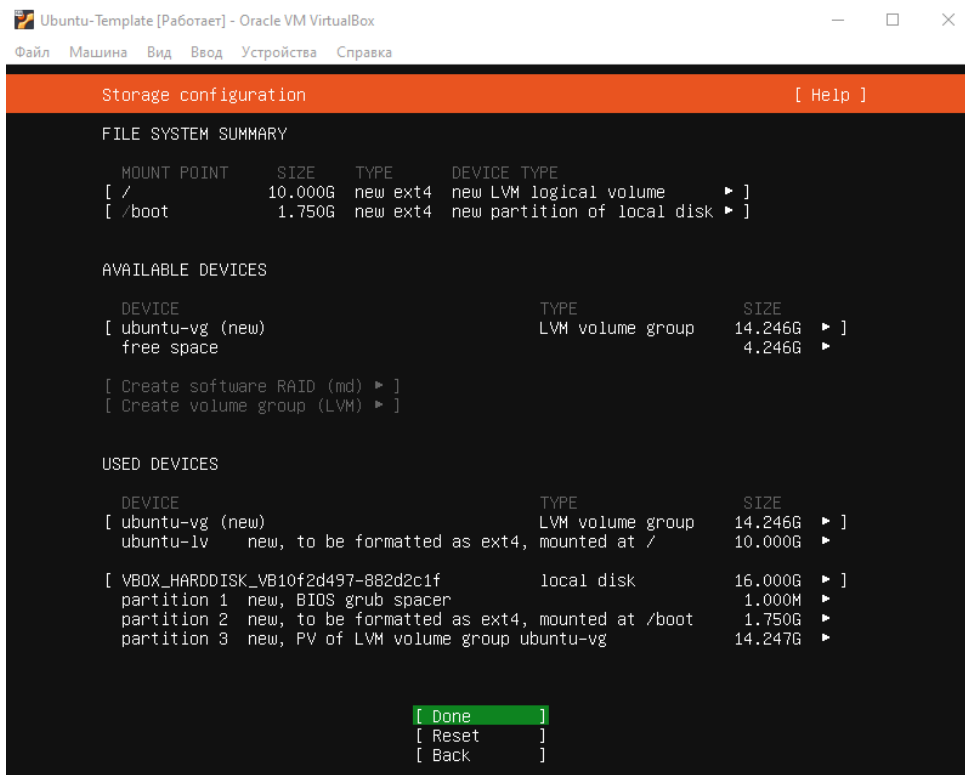 Ubuntu-Template [Работает] - Oracle VM VirtualBox
Файл Машина Вид Ввод Устройства Справка
Storage configuration [ Help ]
FILE SYSTEM SUMMARY
MOUNT POINT SIZE TYPE DEVICE TYPE
[ / 10.000G new ext4 new LVM logical volume ▸ ]
[ /boot 1.750G new ext4 new partition of local disk ▸ ]
AVAILABLE DEVICES
DEVICE TYPE SIZE
[ ubuntu-vg (new) LVM volume group 14.246G ▸ ]
free space 4.246G ▸
[ Create software RAID (md) ▸ ]
[ Create volume group (LVM) ▸ ]
USED DEVICES
DEVICE TYPE SIZE
[ ubuntu-vg (new) LVM volume group 14.246G ▸ ]
ubuntu-lv new, to be formatted as ext4, mounted at / 10.000G ▸
[ VBOX_HARDDISK_VB10f2d497-882d2c1f local disk 16.000G ▸ ]
partition 1 new, BIOS grub spacer 1.000M ▸
partition 2 new, to be formatted as ext4, mounted at /boot 1.750G ▸
partition 3 new, PV of LVM volume group ubuntu-vg 14.247G ▸
[ Done ]
[ Reset ]
[ Back ]